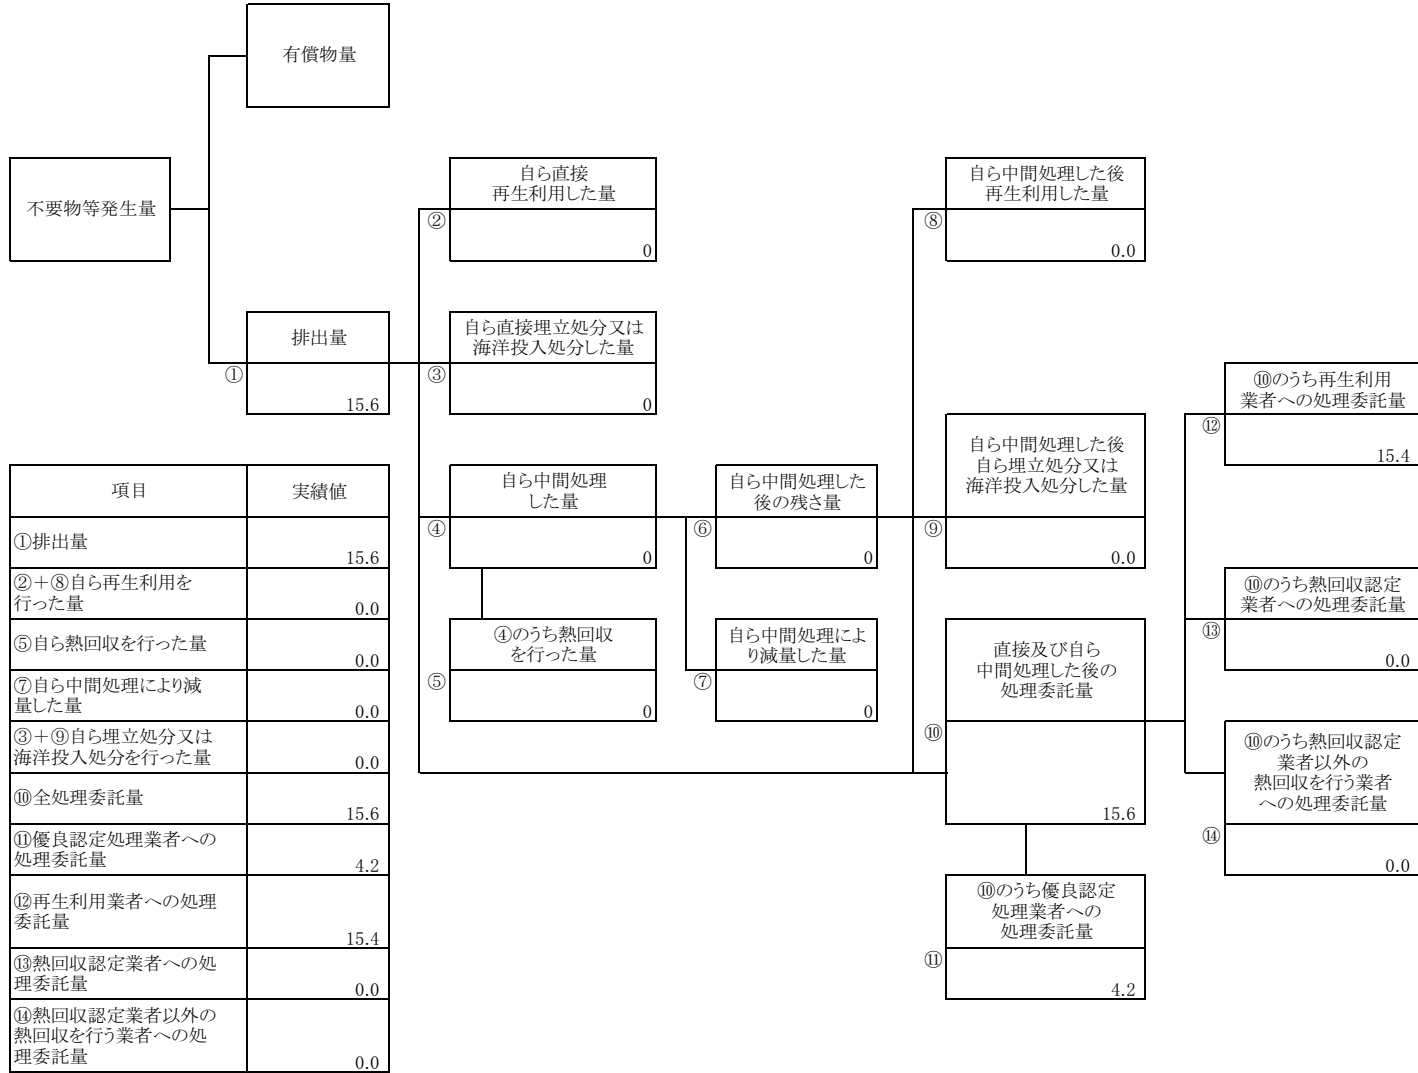 有償物量
不要物等発生量
自ら直接
再生利用した量
②
0
自ら中間処理した後
再生利用した量
⑧
0.0
排出量
①
15.6
自ら直接埋立処分又は
海洋投入処分した量
③
0
⑩のうち再生利用
業者への処理委託量
⑫
15.4
自ら中間処理
した量
④
0
自ら中間処理した
後の残さ量
⑥
0
自ら中間処理した後
自ら埋立処分又は
海洋投入処分した量
⑨
0.0
④のうち熱回収
を行った量
⑤
0
自ら中間処理によ
り減量した量
⑦
0
直接及び自ら
中間処理した後の
処理委託量
⑩
15.6
⑩のうち熱回収認定
業者への処理委託量
⑬
0.0
⑩のうち熱回収認定
業者以外の
熱回収を行う業者
への処理委託量
⑭
0.0
⑩のうち優良認定
処理業者への
処理委託量
⑪
4.2
項目
実績値
①排出量
15.6
②＋⑧自ら再生利用を
行った量
0.0
⑤自ら熱回収を行った量
0.0
⑦自ら中間処理により減
量した量
0.0
③＋⑨自ら埋立処分又は
海洋投入処分を行った量
0.0
⑩全処理委託量
15.6
⑪優良認定処理業者への
処理委託量
4.2
⑫再生利用業者への処理
委託量
15.4
⑬熱回収認定業者への処
理委託量
0.0
⑭熱回収認定業者以外の
熱回収を行う業者への処
理委託量
0.0